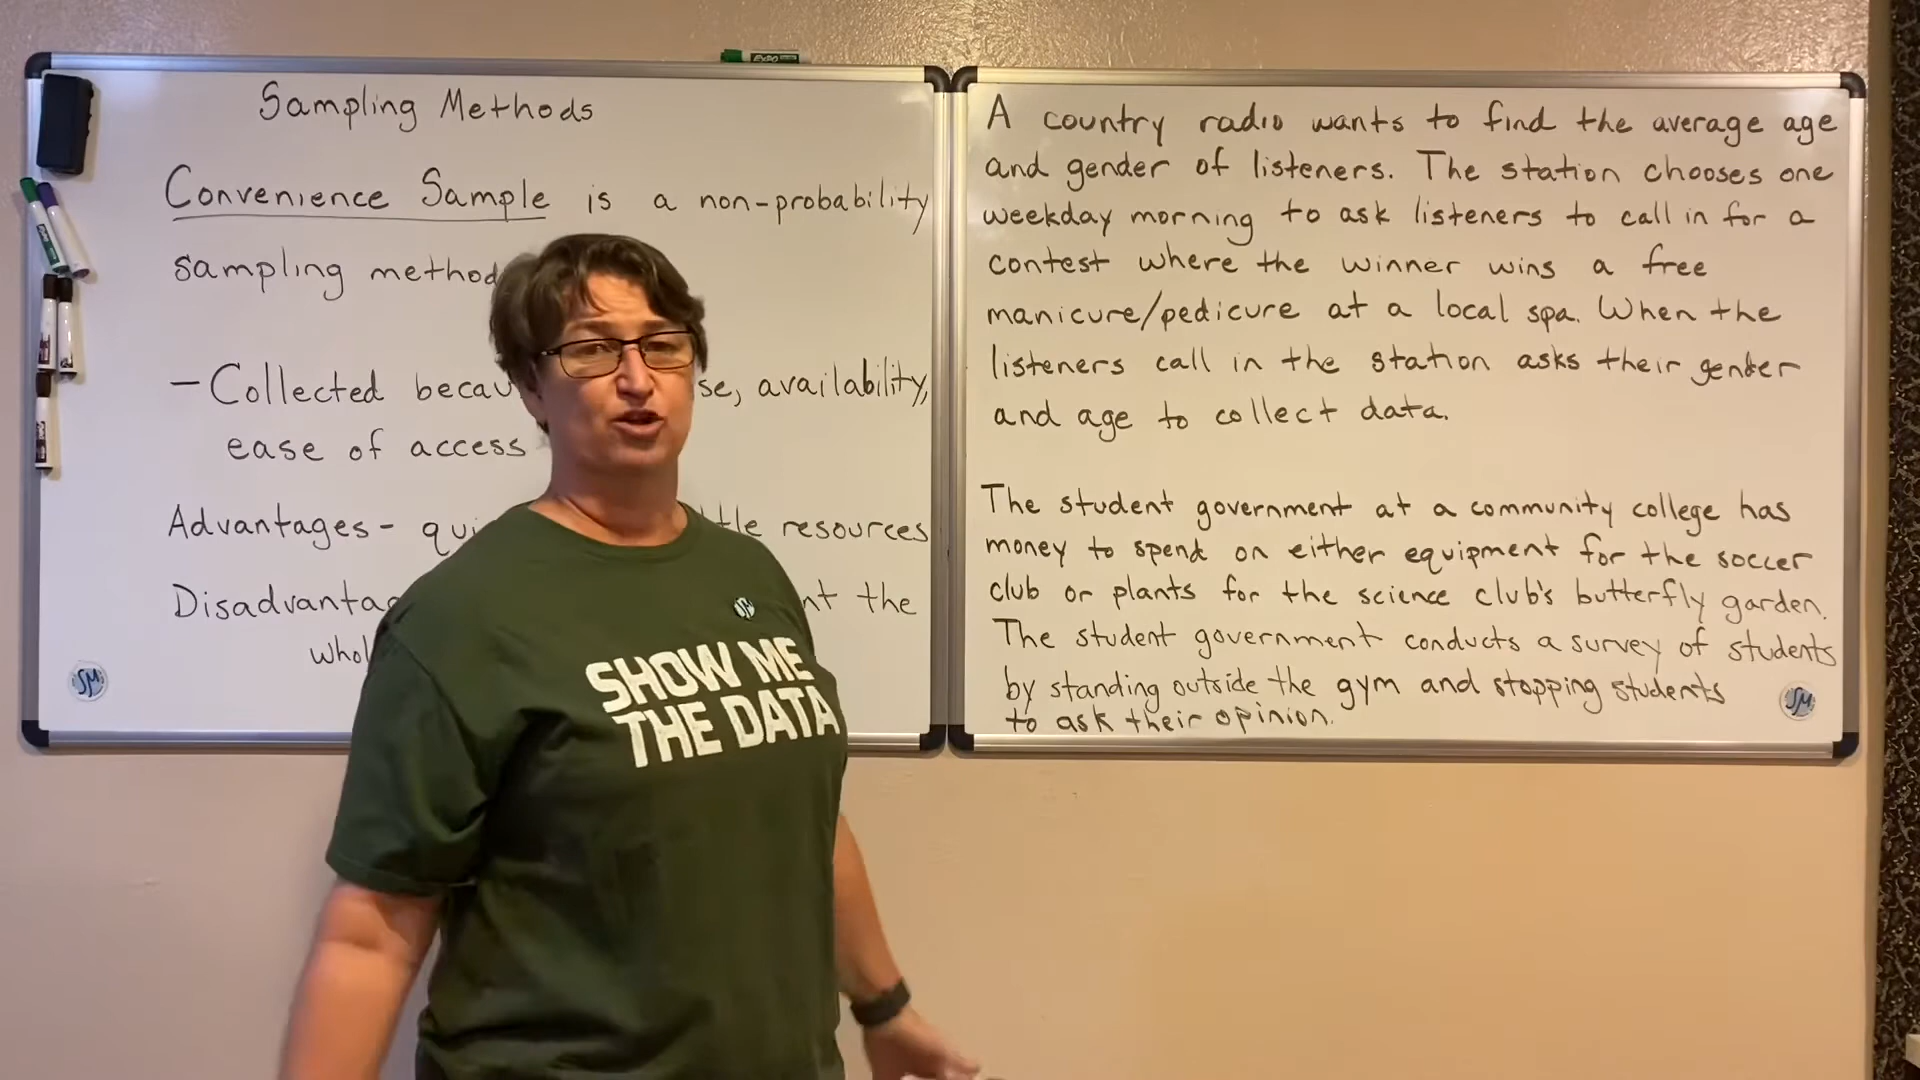 Sampling Methods
Convenience Sample is a non-probability
sampling method
- Collected availability,
ease of access
Advantages - resources
the
A country radio wants to find the average age
and gender of listeners. The station chooses one
weekday morning to ask listeners to call in for a
contest where the winner wins a free
manicure/pedicure at a local spa. When the
listeners call in the station asks their gender
and age to collect data.
The student government at a community college has
money to spend on either equipment for the soccer
club or plants for the science club's butterfly garden.
The student government conducts a survey of students
by standing outside the gym and stopping students
to ask their opinion.
SHOW ME
THE DATA
SM
SM
EXPO